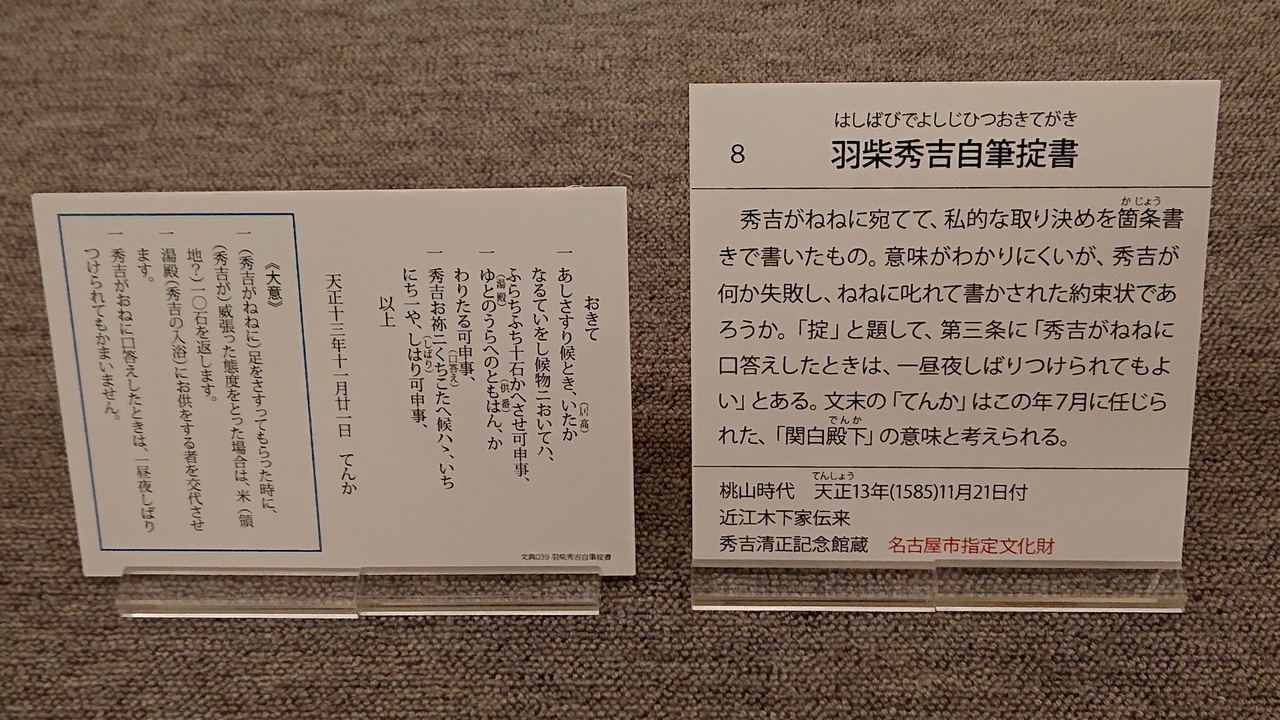 おきて
一 あしさすり候とき、いたか(居高)
なるていをし候物ニおいてハ、
ふらちふち十石かへさせ可申事、
一 ゆとの(湯殿)のうらへのともはん(供番)、か
わりたる可申事、
一 秀吉お祢ニくちこたへ(口答え)候ハゝ、いち
にち一や、しはり(しばり)可申事、
以上
天正十三年十一月廿一日 てんか
《大意》
一 (秀吉がねねに)足をさすってもらった時に、
(秀吉が)威張った態度をとった場合は、米(領
地?)一〇石を返します。
一 湯殿(秀吉の入浴)にお供をする者を交代させ
ます。
一 秀吉がおねに口答えしたときは、一昼夜しばり
つけられてもかまいません。
文典039 羽柴秀吉自筆掟書
はしばひでよしじひつおきてがき
8 羽柴秀吉自筆掟書
秀吉がねねに宛てて、私的な取り決めを箇条書(かじょう)
きで書いたもの。意味がわかりにくいが、秀吉が
何か失敗し、ねねに叱れて書かされた約束状であ
ろうか。「掟」と題して、第三条に「秀吉がねねに
口答えしたときは、一昼夜しばりつけられてもよ
い」とある。文末の「てんか」はこの年7月に任じら
れた、「関白殿下(でんか)」の意味と考えられる。
桃山時代 天正(てんしょう)13年(1585)11月21日付
近江木下家伝来
秀吉清正記念館蔵 名古屋市指定文化財